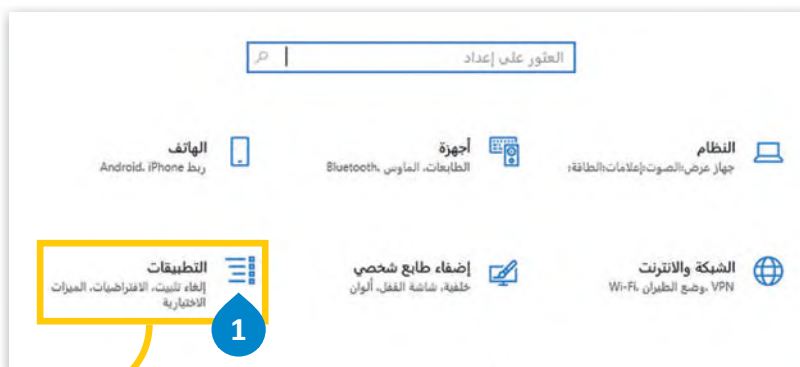 العثور على إعداد
النظام
جهاز عرض،الصوت،إعلامات،الطاقة،
أجهزة
الطابعات، الماوس ،Bluetooth
الهاتف
ربط Android، iPhone
الشبكة والانترنت
VPN ،وضع الطيران ،Wi-Fi
إضفاء طابع شخصي
خلفية، شاشة القفل، ألوان
التطبيقات
إلغاء تثبيت، الافتراضيات، الميزات
الاختيارية
1